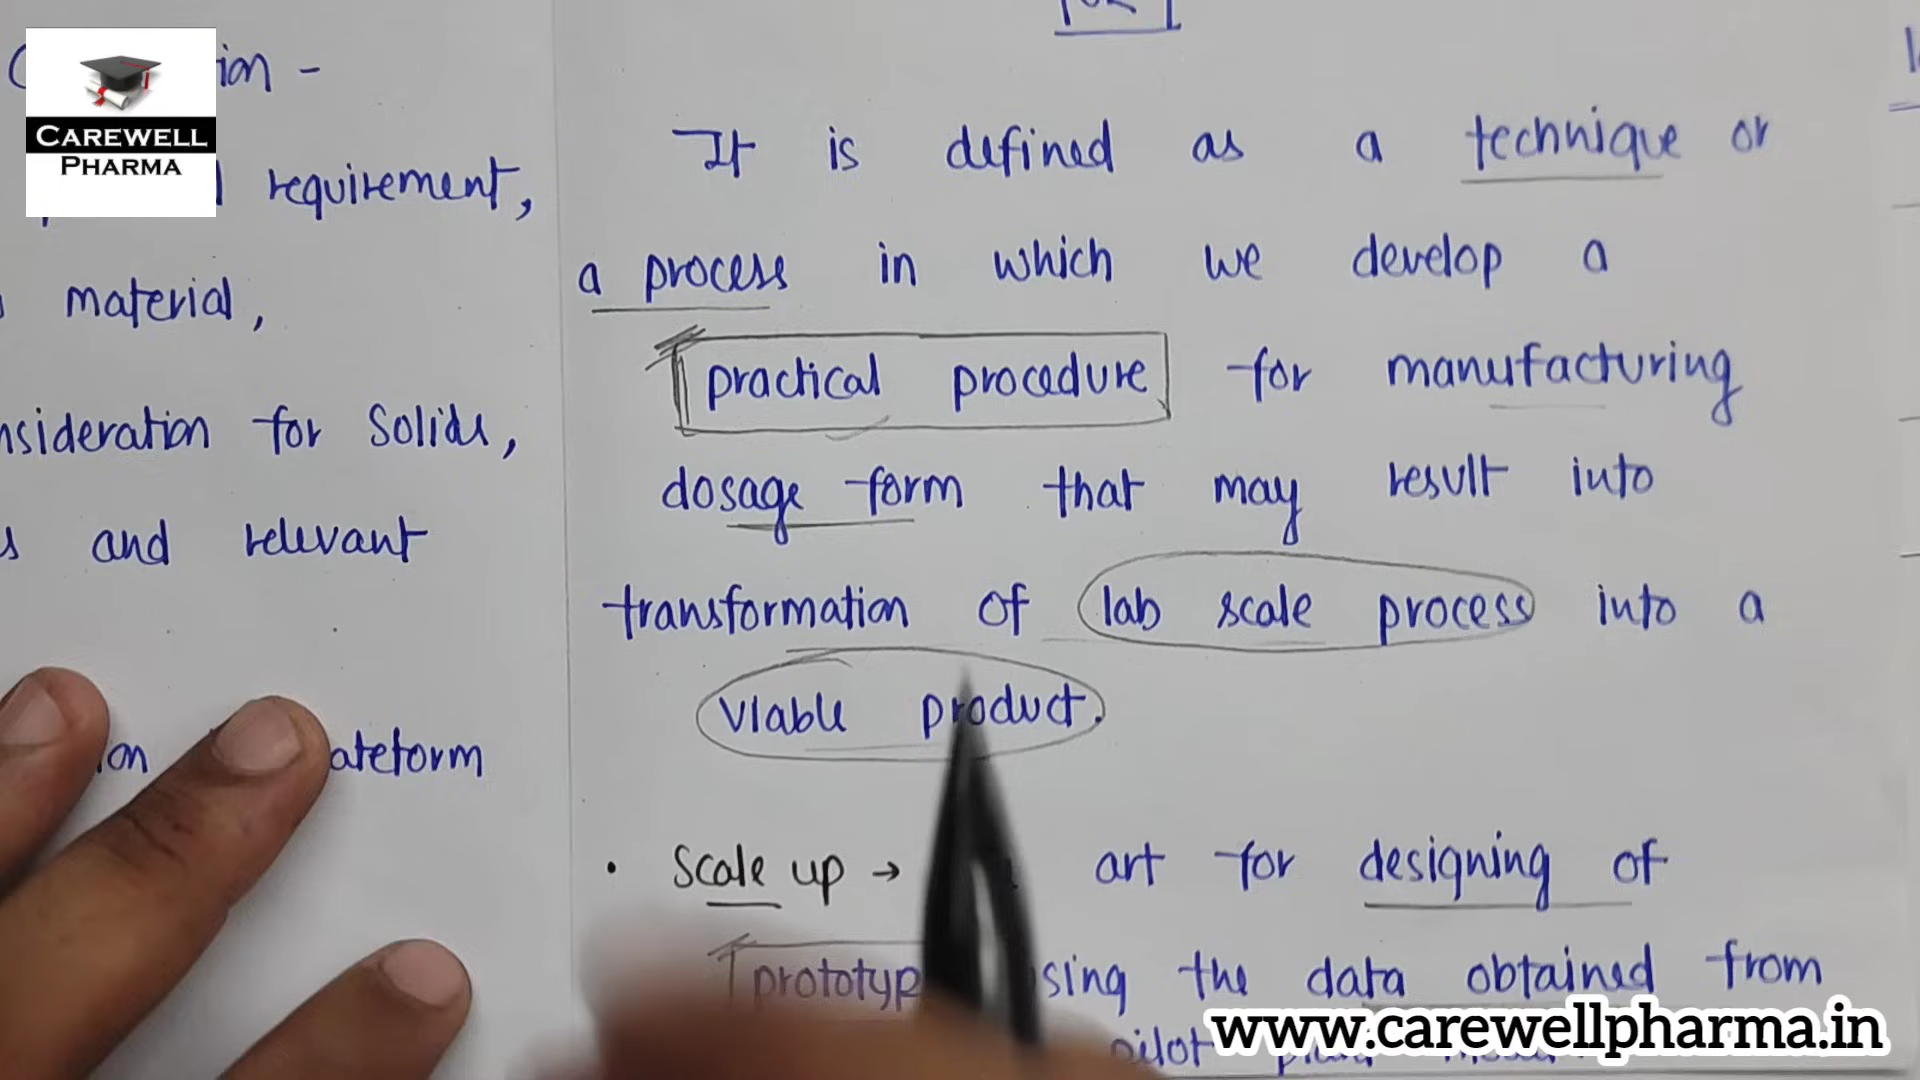 CAREWELL
PHARMA
ion -
requirement,
material,
nsideration for Solids,
s and relevant
on ateform
It is defined as a technique or
a process in which we develop a
practical procedure for manufacturing
dosage form that may result into
transformation of lab scale process into a
viable product.
• Scale up → art for designing of
prototyp sing the data obtained from
pilot
www.carewellpharma.in